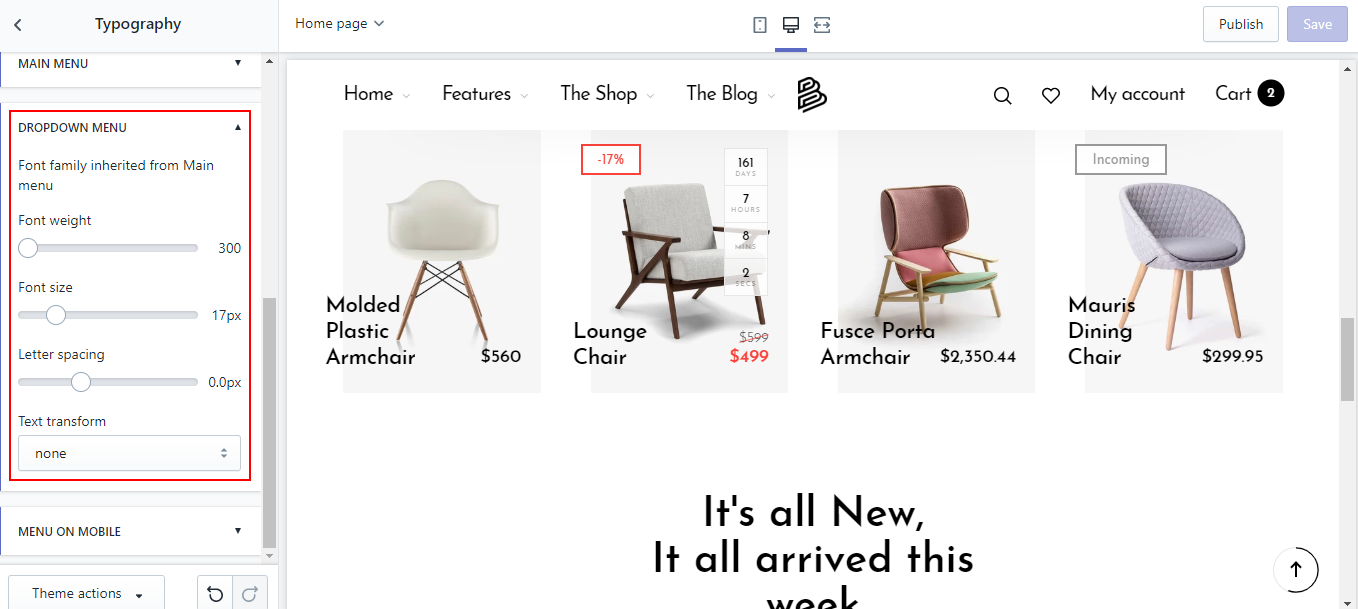 Typography
Home page
Publish
Save
MAIN MENU
DROPDOWN MENU
Font family inherited from Main
menu
Font weight
300
Font size
17px
Letter spacing
0.0px
Text transform
none
MENU ON MOBILE
Theme actions
Home
Features
The Shop
The Blog
My account
Cart 2
Molded
Plastic
Armchair
$560
-17%
161
DAYS
7
HOURS
8
MINS
2
SECS
Lounge
Chair
$599
$499
Fusce Porta
Armchair
$2,350.44
Incoming
Mauris
Dining
Chair
$299.95
It's all New,
It all arrived this
week